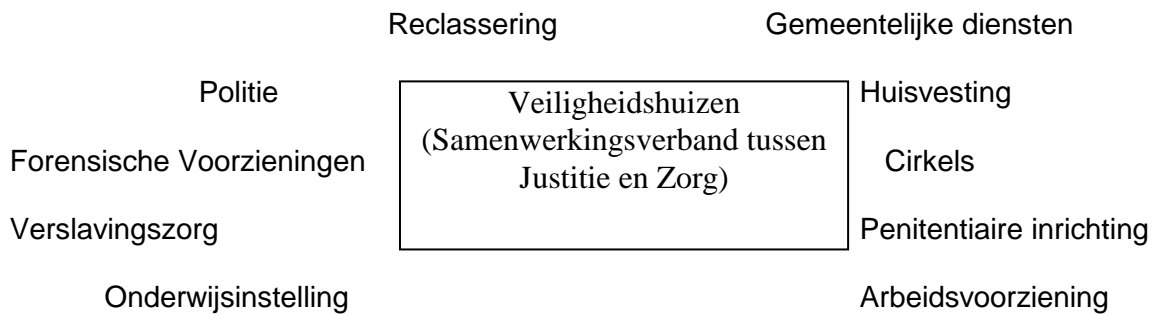 Reclassering Gemeentelijke diensten
Politie
Veiligheidshuizen
(Samenwerkingsverband tussen
Justitie en Zorg)
Huisvesting
Forensische Voorzieningen
Cirkels
Verslavingszorg
Penitentiaire inrichting
Onderwijsinstelling
Arbeidsvoorziening